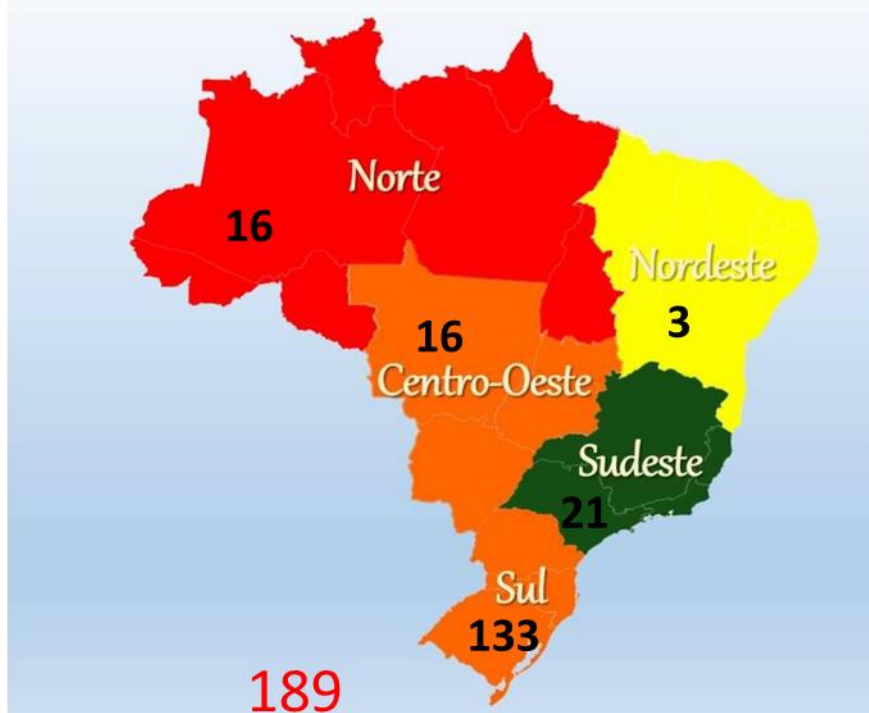 Norte
16
Nordeste
3
16
Centro-Oeste
Sudeste
21
Sul
133
189